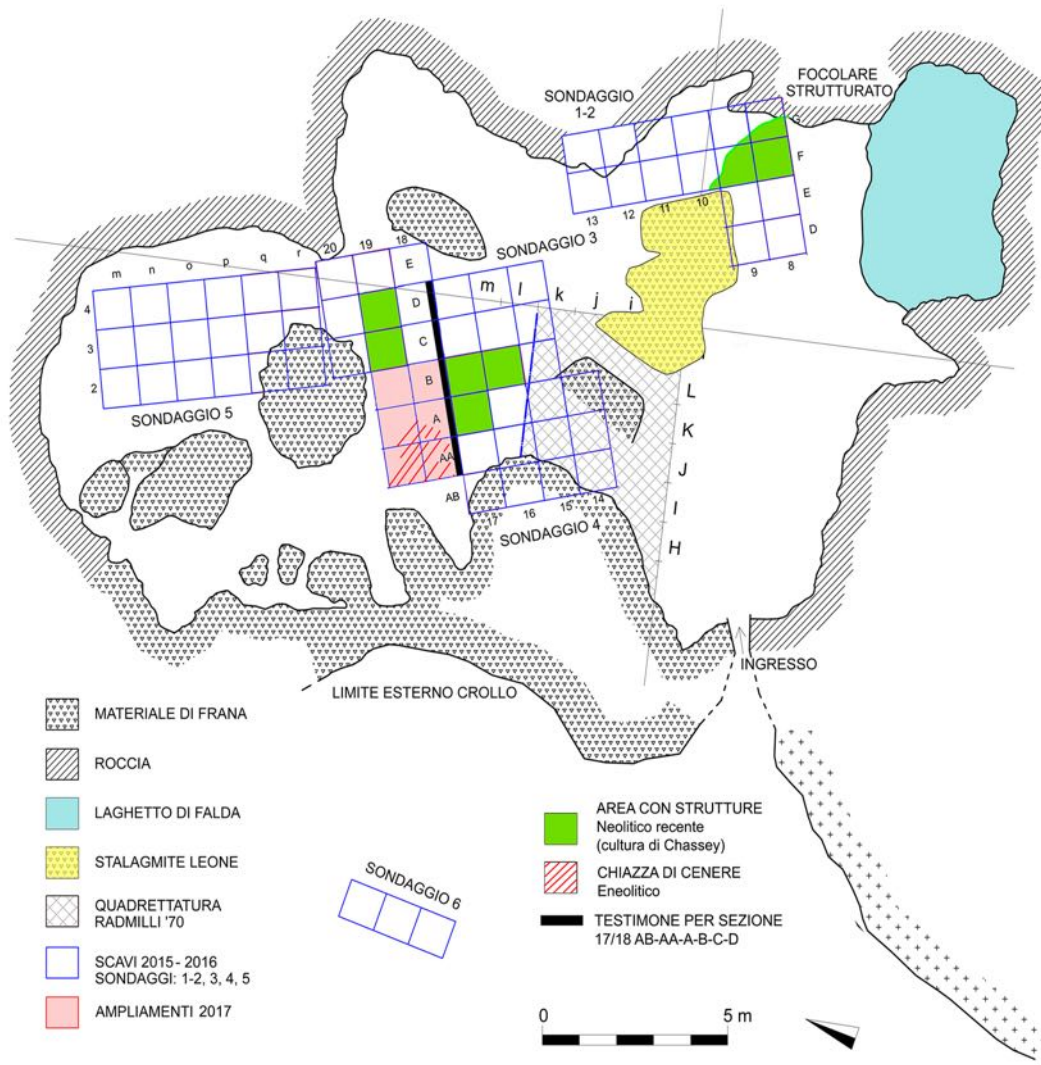 FOCOLARE
STRUTTURATO
SONDAGGIO
1-2
G
F
E
D
13 12 11 10
9 8
SONDAGGIO 3
20 19 18
E
D
C
B
A
AA
AB
m n o p q r
4
3
2
SONDAGGIO 5
m l k j i
L
K
J
I
H
17 16 15 14
SONDAGGIO 4
INGRESSO
LIMITE ESTERNO CROLLO
MATERIALE DI FRANA
ROCCIA
LAGHETTO DI FALDA
STALAGMITE LEONE
QUADRETTATURA
RADMILLI '70
SCAVI 2015 - 2016
SONDAGGI: 1-2, 3, 4, 5
AMPLIAMENTI 2017
SONDAGGIO 6
AREA CON STRUTTURE
Neolitico recente
(cultura di Chassey)
CHIAZZA DI CENERE
Eneolitico
TESTIMONE PER SEZIONE
17/18 AB-AA-A-B-C-D
0 5 m